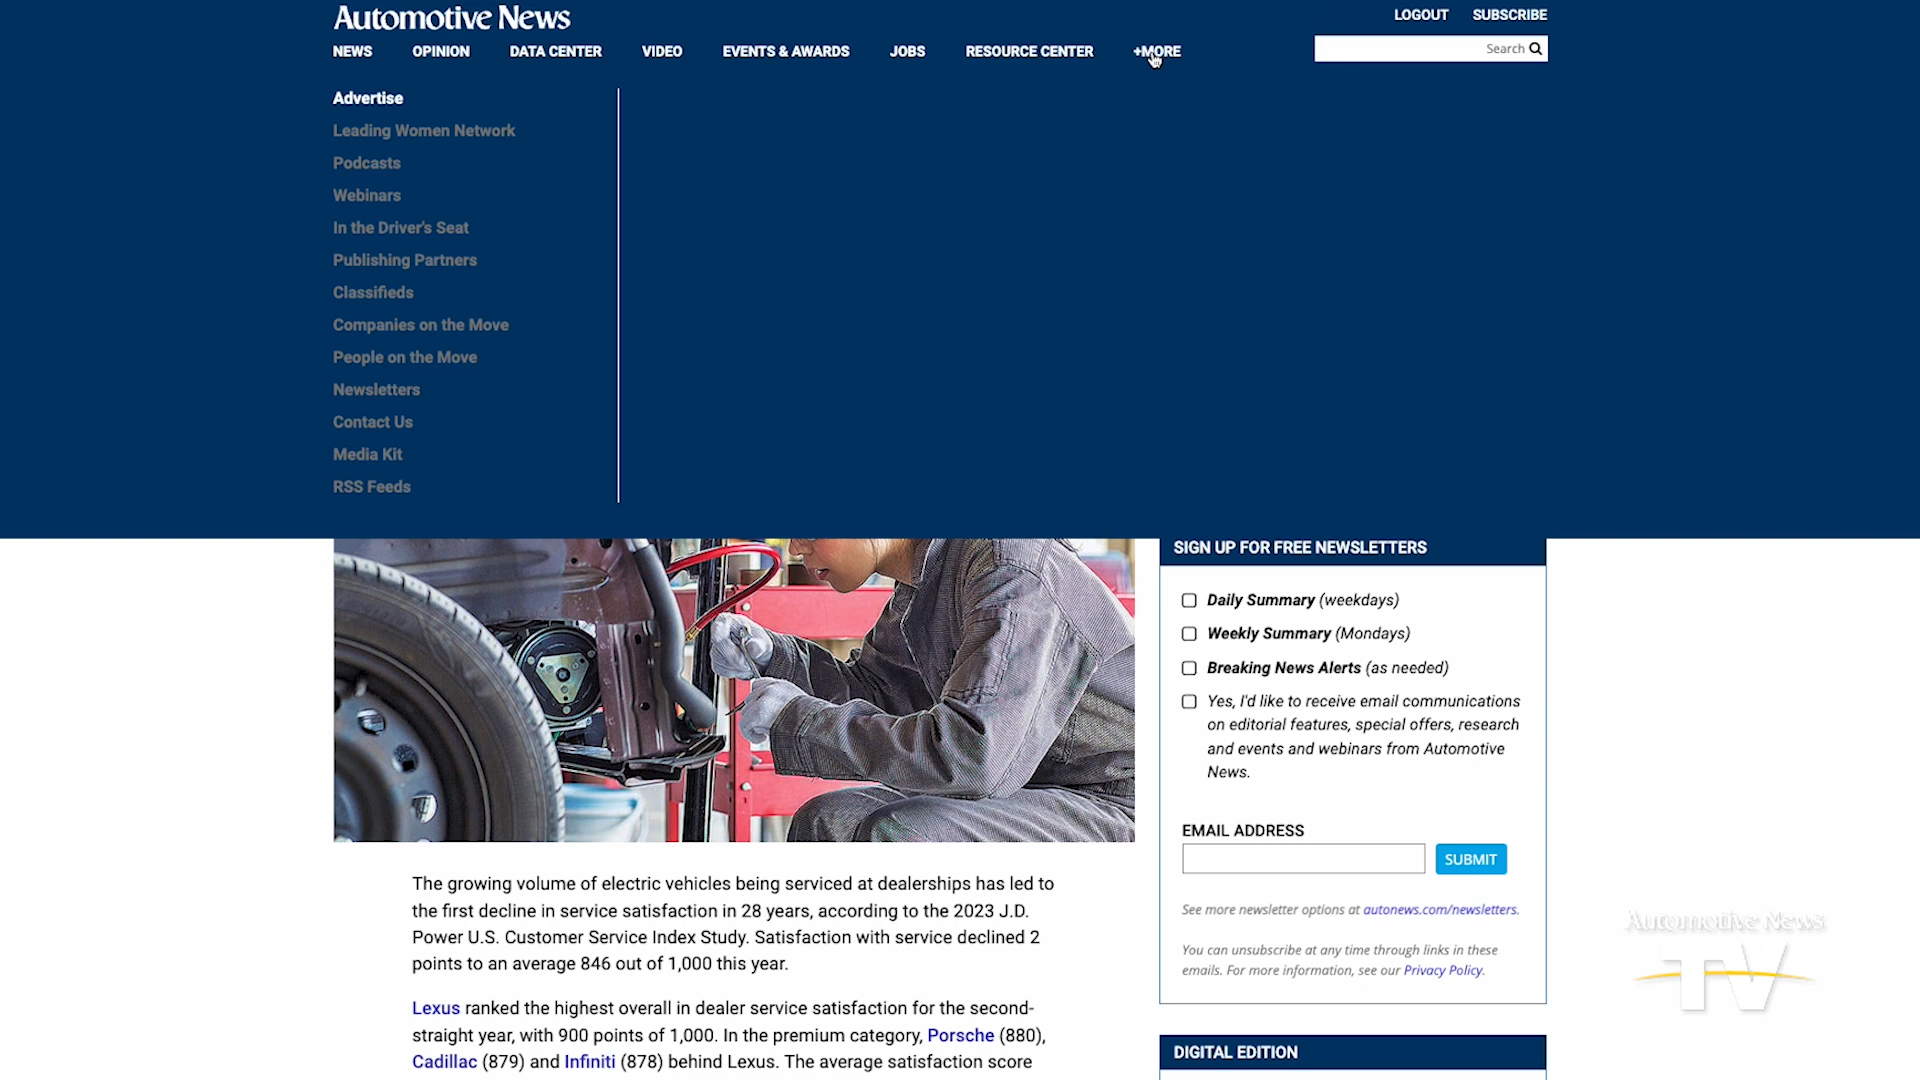 Automotive News
LOGOUT SUBSCRIBE
NEWS OPINION DATA CENTER VIDEO EVENTS & AWARDS JOBS RESOURCE CENTER +MORE
Search
Advertise
Leading Women Network
Podcasts
Webinars
In the Driver's Seat
Publishing Partners
Classifieds
Companies on the Move
People on the Move
Newsletters
Contact Us
Media Kit
RSS Feeds
The growing volume of electric vehicles being serviced at dealerships has led to
the first decline in service satisfaction in 28 years, according to the 2023 J.D.
Power U.S. Customer Service Index Study. Satisfaction with service declined 2
points to an average 846 out of 1,000 this year.
Lexus ranked the highest overall in dealer service satisfaction for the second-
straight year, with 900 points of 1,000. In the premium category, Porsche (880),
Cadillac (879) and Infiniti (878) behind Lexus. The average satisfaction score
SIGN UP FOR FREE NEWSLETTERS
Daily Summary (weekdays)
Weekly Summary (Mondays)
Breaking News Alerts (as needed)
Yes, I'd like to receive email communications
on editorial features, special offers, research
and events and webinars from Automotive
News.
EMAIL ADDRESS
SUBMIT
See more newsletter options at autonews.com/newsletters.
You can unsubscribe at any time through links in these
emails. For more information, see our Privacy Policy.
DIGITAL EDITION
Automotive News
TV